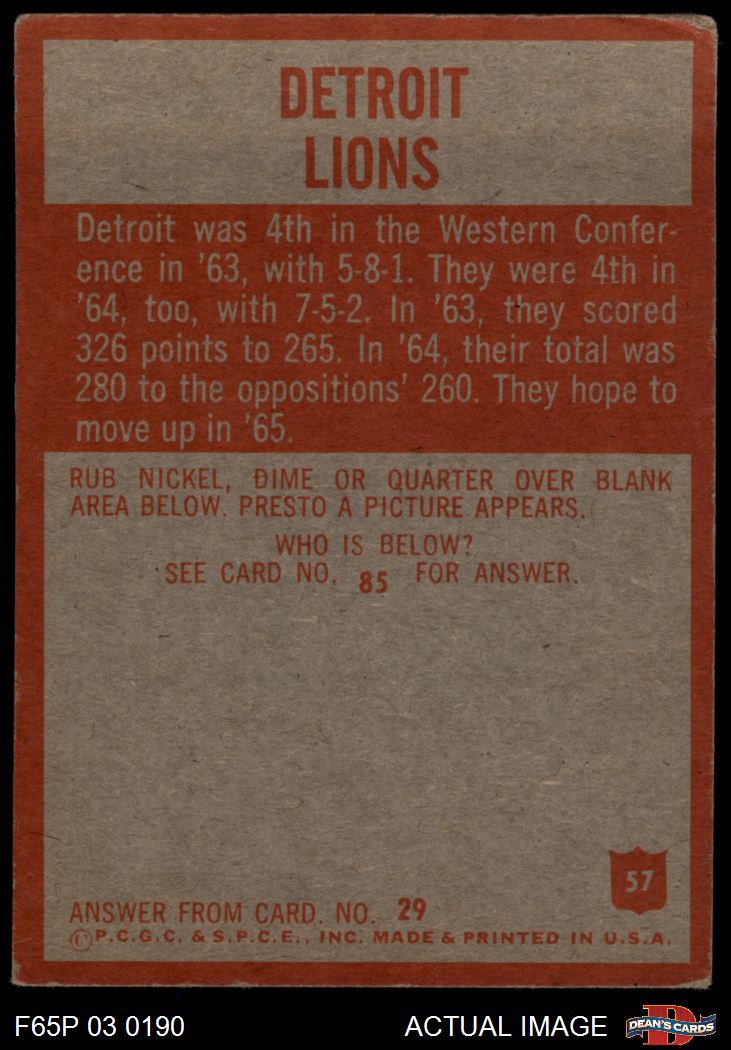 DETROIT
LIONS
Detroit was 4th in the Western Confer-
ence in '63, with 5-8-1. They were 4th in
'64, too, with 7-5-2. In '63, they scored
326 points to 265. In '64, their total was
280 to the oppositions' 260. They hope to
move up in '65.
RUB NICKEL, DIME OR QUARTER OVER BLANK
AREA BELOW. PRESTO A PICTURE APPEARS.
WHO IS BELOW?
SEE CARD NO. 85 FOR ANSWER.
57
ANSWER FROM CARD. NO. 29
©P.C.G.C. & S.P.C.E., INC. MADE & PRINTED IN U.S.A.
F65P 03 0190
ACTUAL IMAGE
D
DEAN'S CARDS